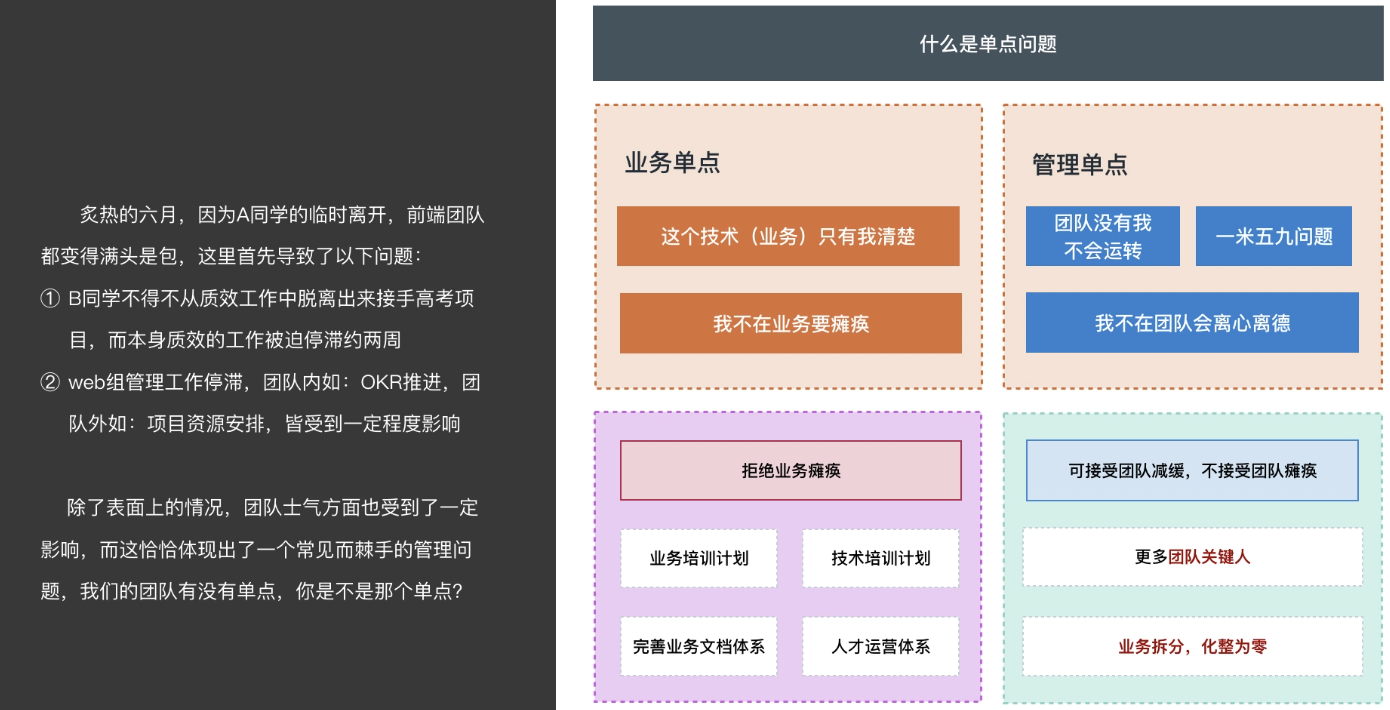 炙热的六月，因为A同学的临时离开，前端团队
都变得满头是包，这里首先导致了以下问题：
① B同学不得不从质效工作中脱离出来接手高考项
目，而本身质效的工作被迫停滞约两周
② web组管理工作停滞，团队内如：OKR推进，团
队外如：项目资源安排，皆受到一定程度影响
除了表面上的情况，团队士气方面也受到了一定
影响，而这恰恰体现出了一个常见而棘手的管理问
题，我们的团队有没有单点，你是不是那个单点？
什么是单点问题
业务单点
这个技术（业务）只有我清楚
我不在业务要瘫痪
管理单点
团队没有我
不会运转
一米五九问题
我不在团队会离心离德
拒绝业务瘫痪
业务培训计划
技术培训计划
完善业务文档体系
人才运营体系
可接受团队减缓，不接受团队瘫痪
更多团队关键人
业务拆分，化整为零